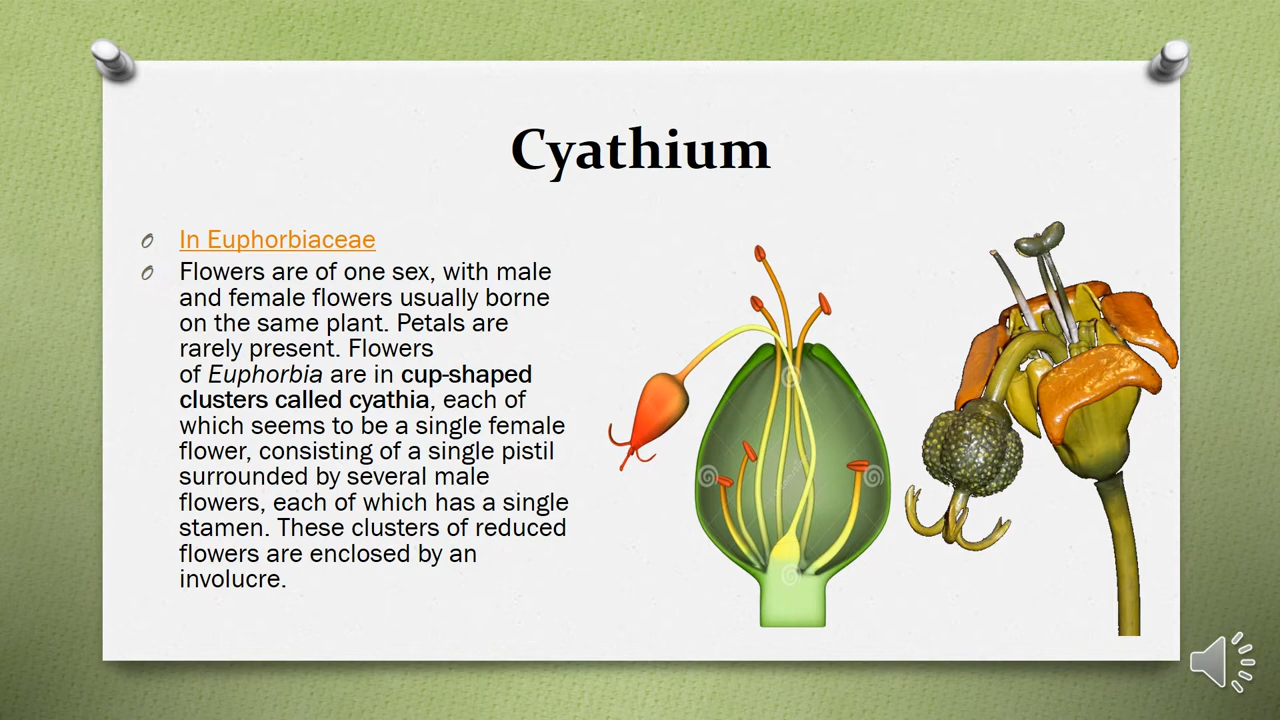 Cyathium
In Euphorbiaceae
Flowers are of one sex, with male
and female flowers usually borne
on the same plant. Petals are
rarely present. Flowers
of Euphorbia are in cup-shaped
clusters called cyathia, each of
which seems to be a single female
flower, consisting of a single pistil
surrounded by several male
flowers, each of which has a single
stamen. These clusters of reduced
flowers are enclosed by an
involucre.